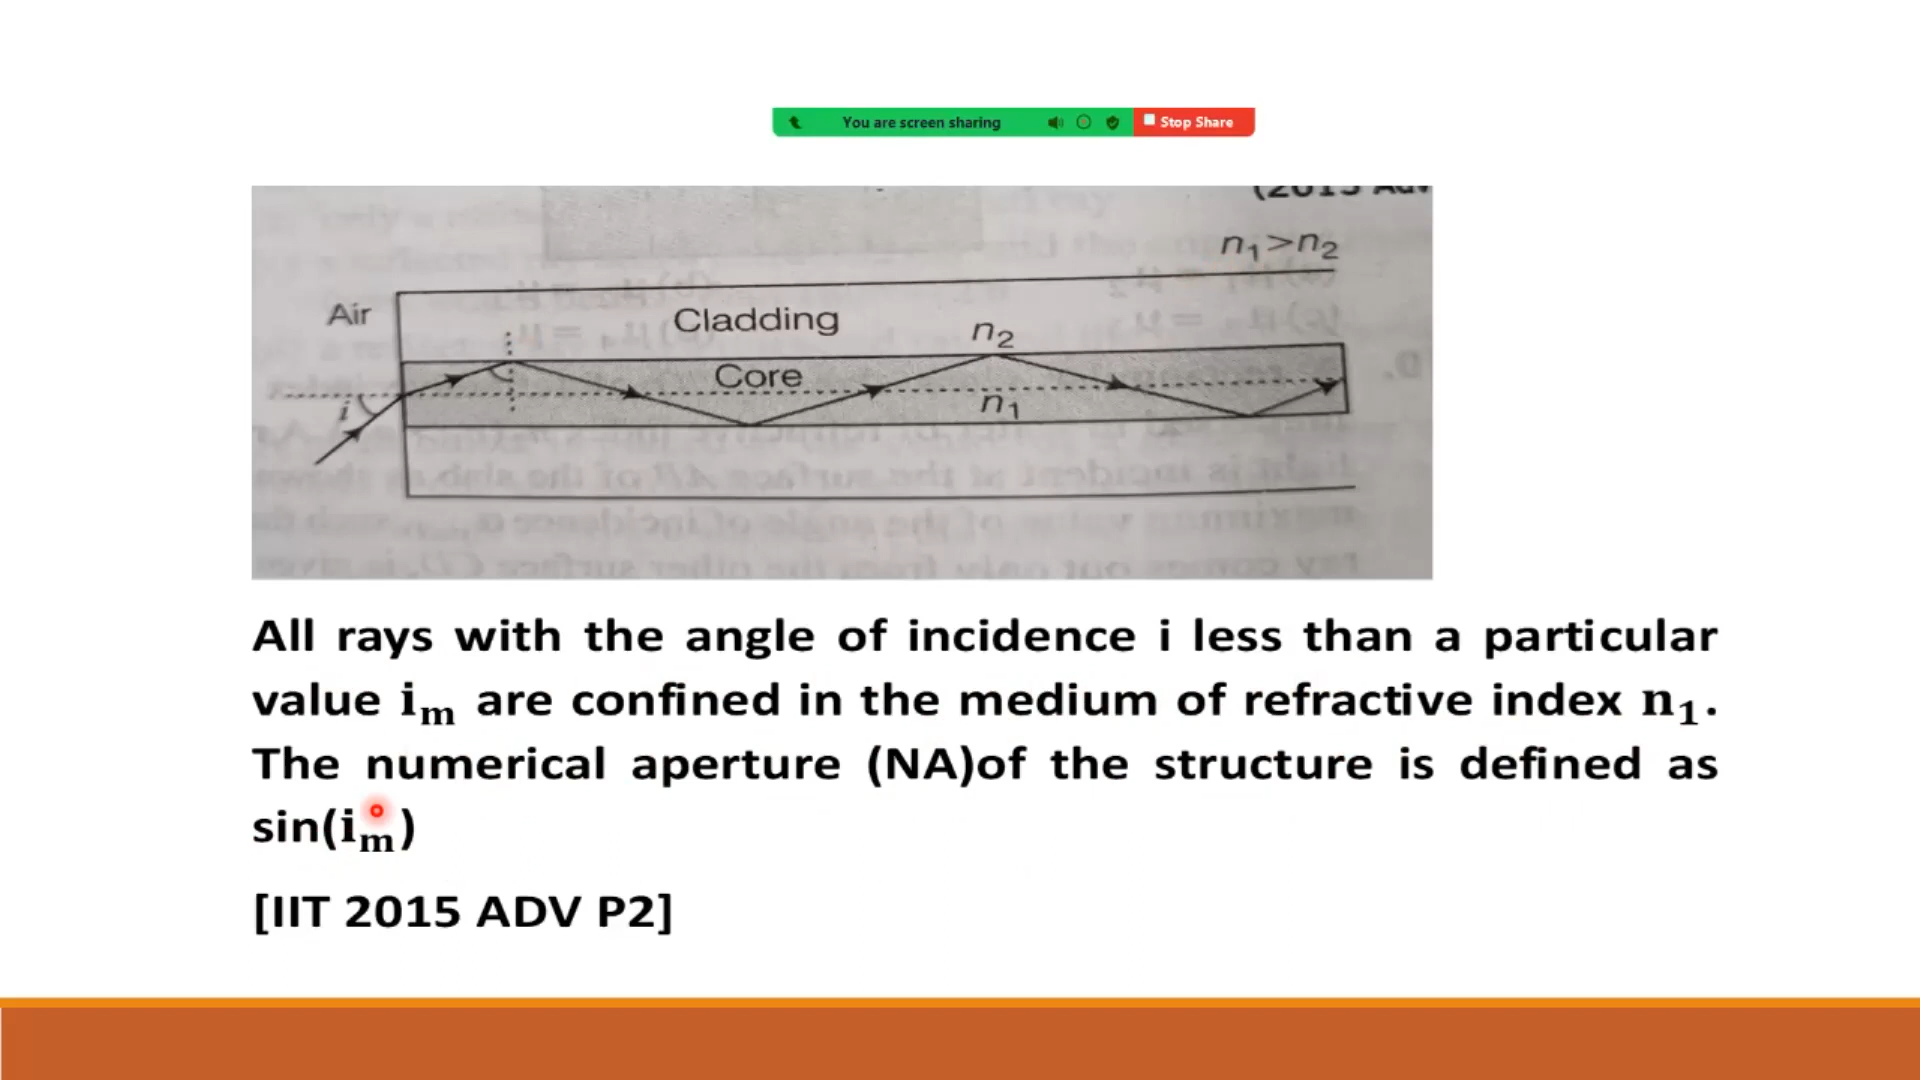 You are screen sharing Stop Share
n₁>n₂
Air
Cladding
n₂
Core
n₁
i
All rays with the angle of incidence i less than a particular
value iₘ are confined in the medium of refractive index n₁.
The numerical aperture (NA)of the structure is defined as
sin(iₘ)
[IIT 2015 ADV P2]